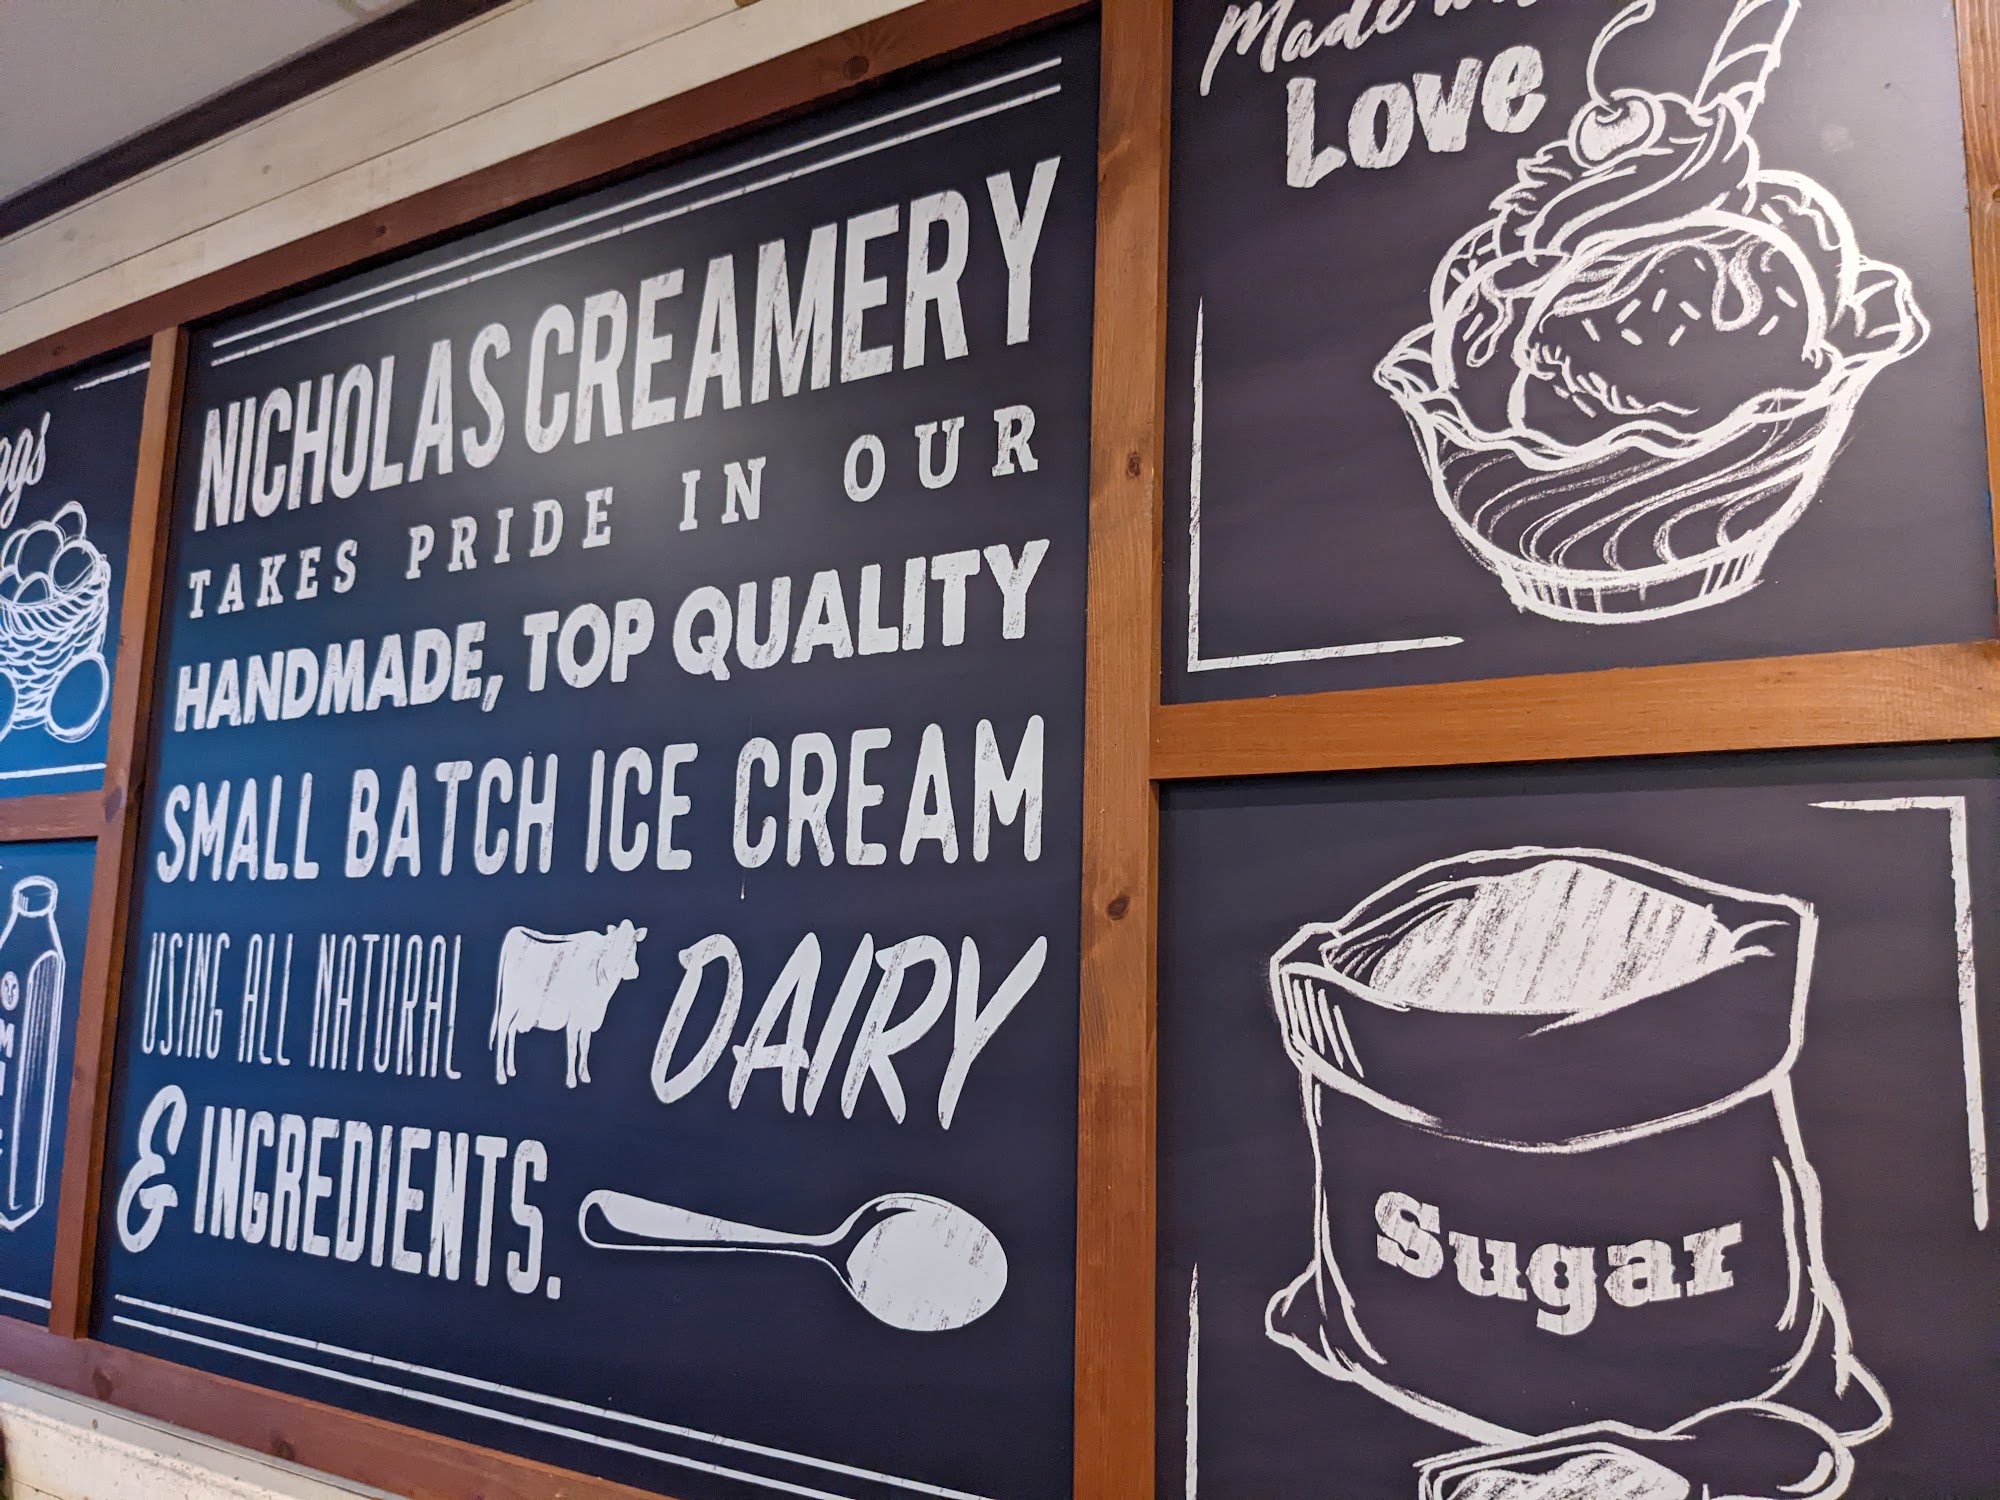 NICHOLAS CREAMERY
TAKES PRIDE IN OUR
HANDMADE, TOP QUALITY
SMALL BATCH ICE CREAM
USING ALL NATURAL DAIRY
& INGREDIENTS.
Made
Love
Sugar